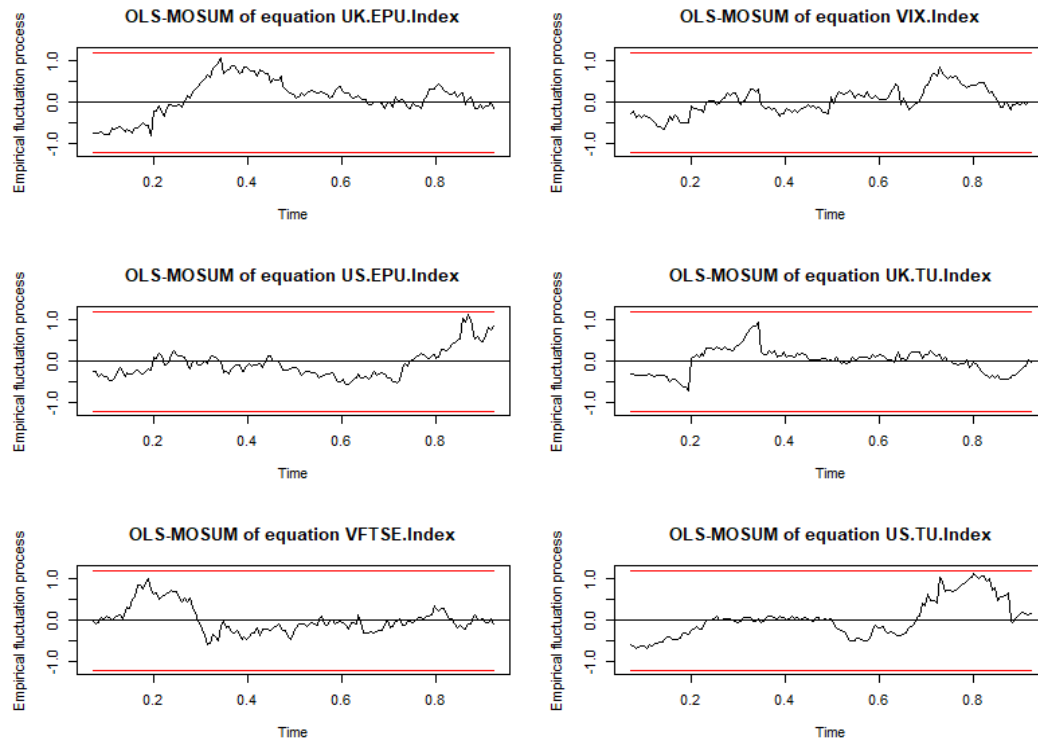 OLS-MOSUM of equation UK.EPU.Index
Empirical fluctuation process
1.0
0.0
-1.0
0.2 0.4 0.6 0.8
Time
OLS-MOSUM of equation VIX.Index
Empirical fluctuation process
1.0
0.0
-1.0
0.2 0.4 0.6 0.8
Time
OLS-MOSUM of equation US.EPU.Index
Empirical fluctuation process
1.0
0.0
-1.0
0.2 0.4 0.6 0.8
Time
OLS-MOSUM of equation UK.TU.Index
Empirical fluctuation process
1.0
0.0
-1.0
0.2 0.4 0.6 0.8
Time
OLS-MOSUM of equation VFTSE.Index
Empirical fluctuation process
1.0
0.0
-1.0
0.2 0.4 0.6 0.8
Time
OLS-MOSUM of equation US.TU.Index
Empirical fluctuation process
1.0
0.0
-1.0
0.2 0.4 0.6 0.8
Time